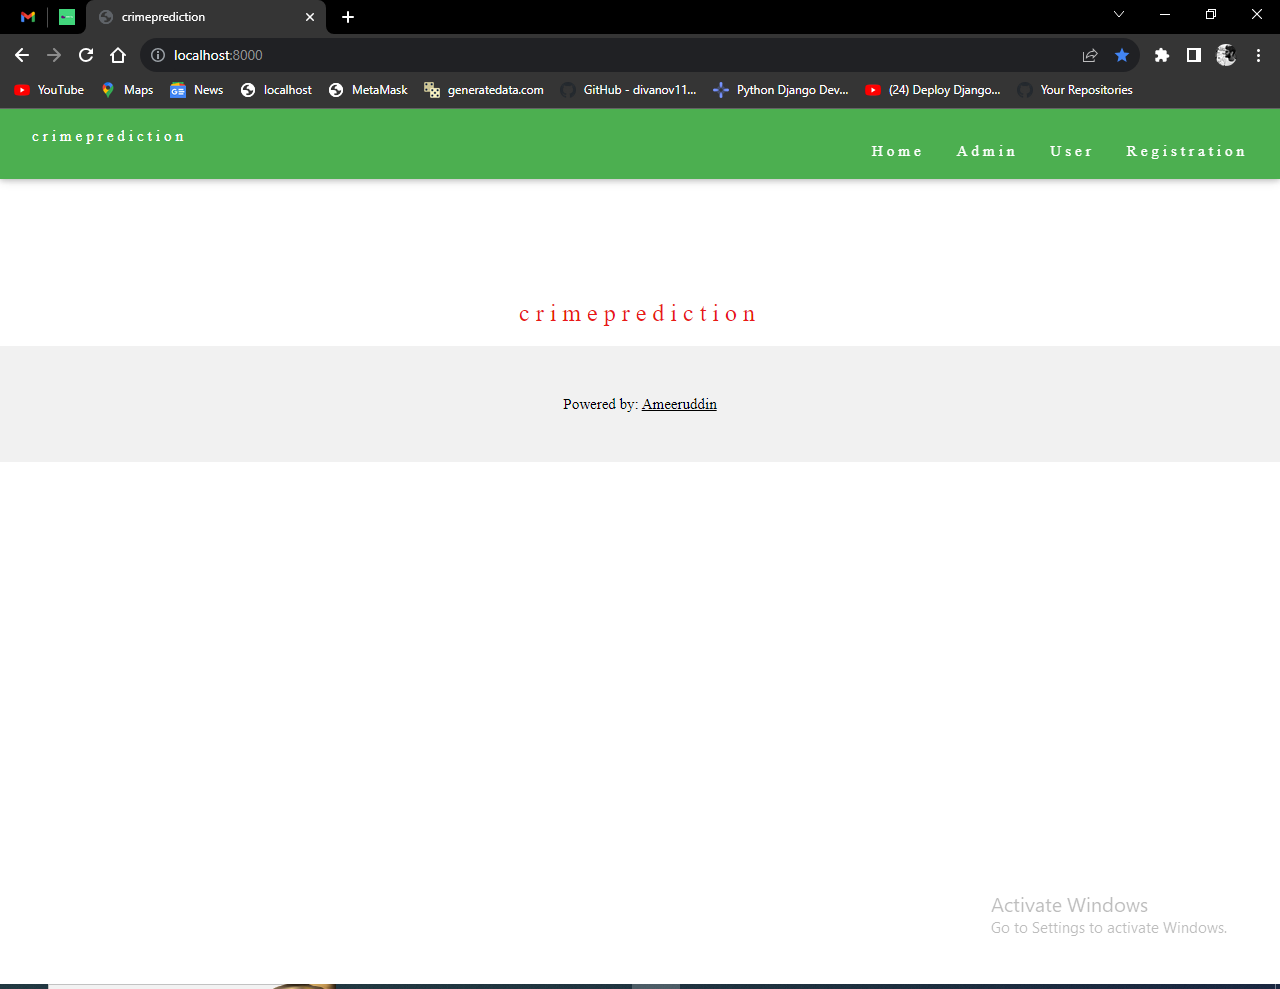 crimeprediction
localhost:8000
YouTube Maps News localhost MetaMask generatedata.com GitHub - divanov11... Python Django Dev... (24) Deploy Django... Your Repositories
crimeprediction
Home Admin User Registration
crimeprediction
Powered by: Ameeruddin
Activate Windows
Go to Settings to activate Windows.